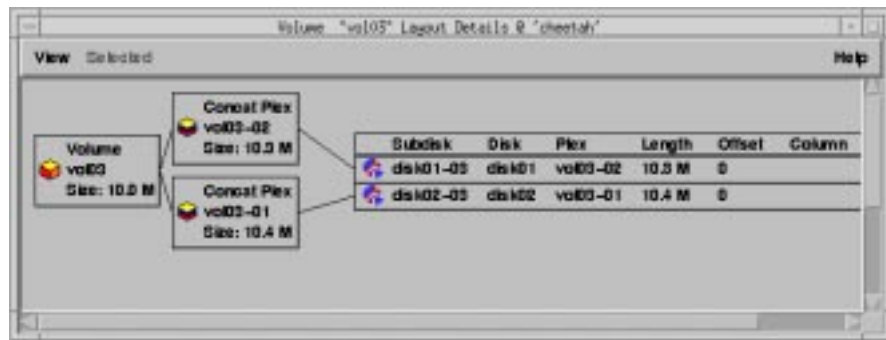 Volume "vol03" Layout Details @ 'cheetah'
View Selected Help
Concat Plex
vol03-02
Size: 10.3 M
Volume
vol03
Size: 10.0 M
Concat Plex
vol03-01
Size: 10.4 M
Subdisk Disk Plex Length Offset Column
disk01-03 disk01 vol03-02 10.3 M 0
disk02-03 disk02 vol03-01 10.4 M 0